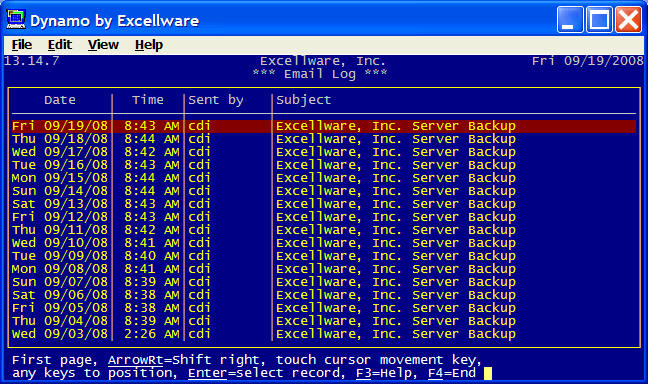 Dynamo by Excellware
File Edit View Help
13.14.7 Excellware, Inc. Fri 09/19/2008
*** Email Log ***
Date Time Sent by Subject
Fri 09/19/08 8:43 AM cdi Excellware, Inc. Server Backup
Thu 09/18/08 8:44 AM cdi Excellware, Inc. Server Backup
Wed 09/17/08 8:42 AM cdi Excellware, Inc. Server Backup
Tue 09/16/08 8:43 AM cdi Excellware, Inc. Server Backup
Mon 09/15/08 8:44 AM cdi Excellware, Inc. Server Backup
Sun 09/14/08 8:44 AM cdi Excellware, Inc. Server Backup
Sat 09/13/08 8:43 AM cdi Excellware, Inc. Server Backup
Fri 09/12/08 8:43 AM cdi Excellware, Inc. Server Backup
Thu 09/11/08 8:42 AM cdi Excellware, Inc. Server Backup
Wed 09/10/08 8:41 AM cdi Excellware, Inc. Server Backup
Tue 09/09/08 8:40 AM cdi Excellware, Inc. Server Backup
Mon 09/08/08 8:41 AM cdi Excellware, Inc. Server Backup
Sun 09/07/08 8:39 AM cdi Excellware, Inc. Server Backup
Sat 09/06/08 8:38 AM cdi Excellware, Inc. Server Backup
Fri 09/05/08 8:38 AM cdi Excellware, Inc. Server Backup
Thu 09/04/08 8:39 AM cdi Excellware, Inc. Server Backup
Wed 09/03/08 2:26 AM cdi Excellware, Inc. Server Backup
First page, ArrowRt=Shift right, touch cursor movement key,
any keys to position, Enter=select record, F3=Help, F4=End